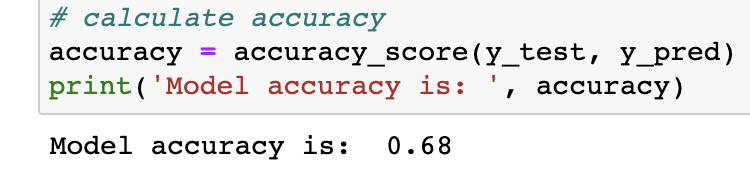 # calculate accuracy
accuracy = accuracy_score(y_test, y_pred)
print('Model accuracy is: ', accuracy)
Model accuracy is:  0.68